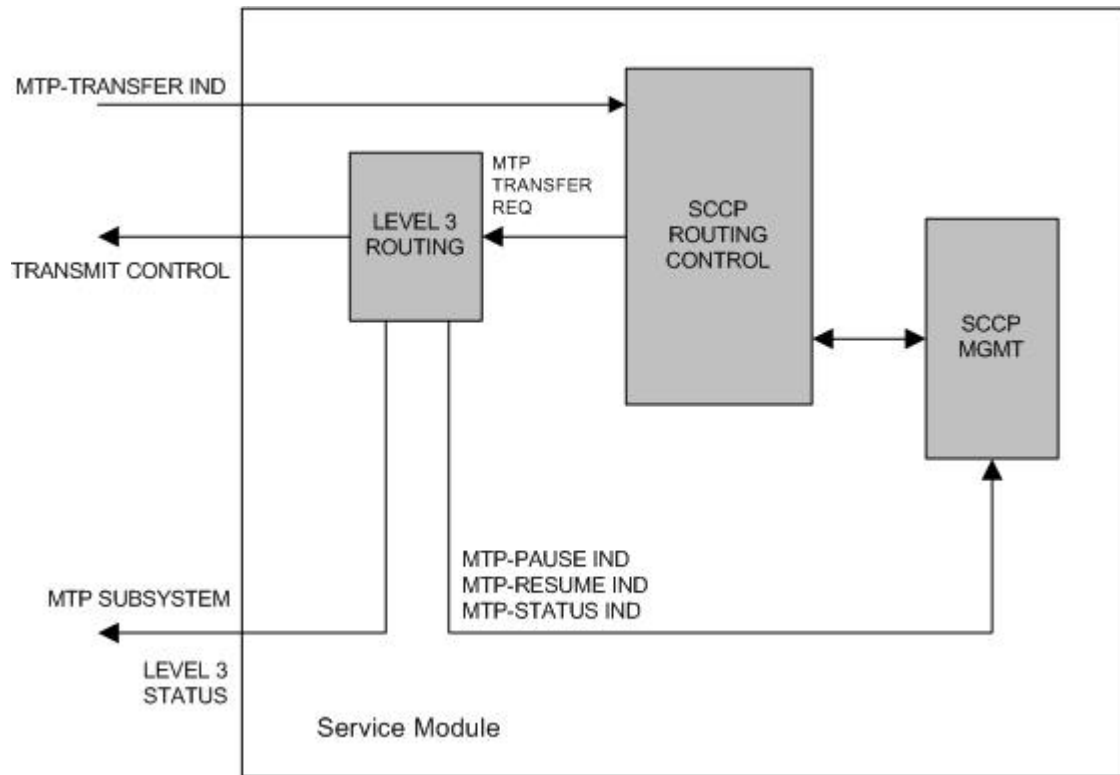 MTP-TRANSFER IND
MTP
TRANSFER
REQ
LEVEL 3
ROUTING
SCCP
ROUTING
CONTROL
TRANSMIT CONTROL
SCCP
MGMT
MTP-PAUSE IND
MTP-RESUME IND
MTP-STATUS IND
MTP SUBSYSTEM
LEVEL 3
STATUS
Service Module